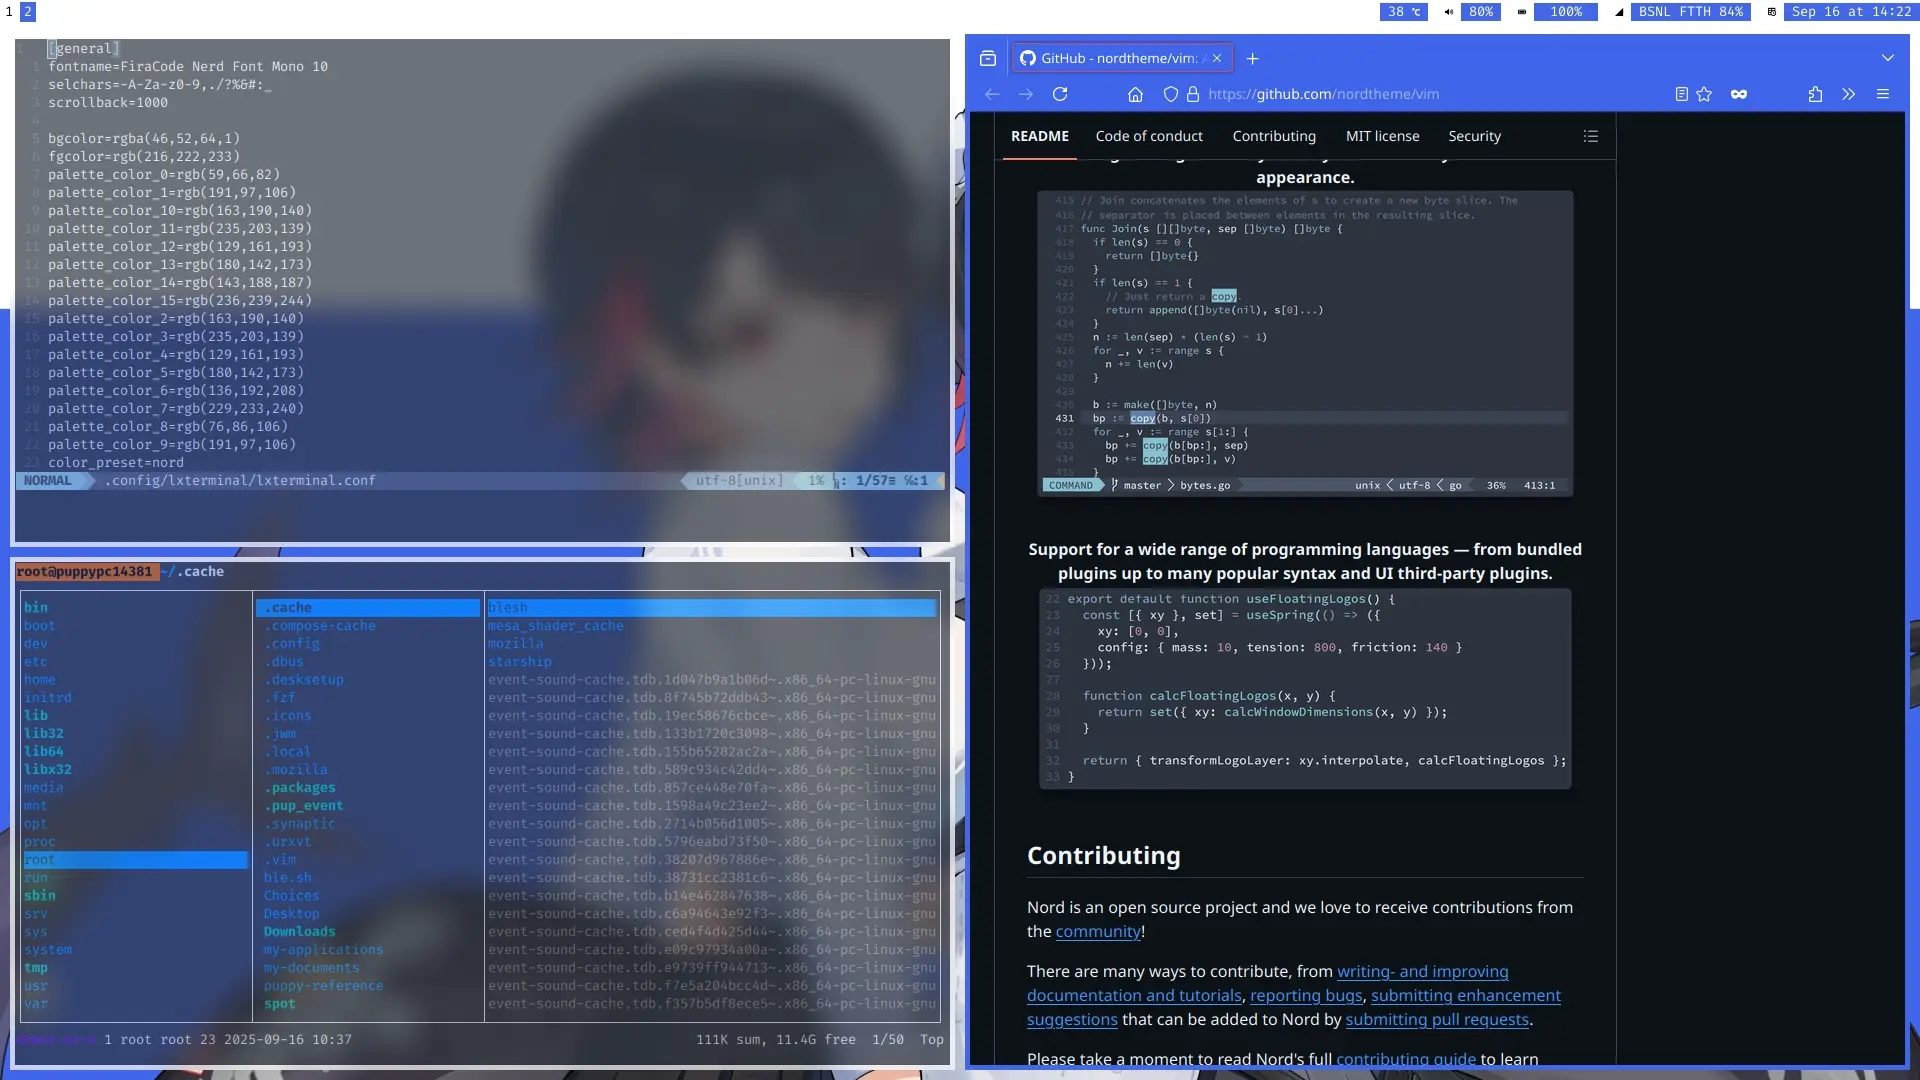 1 2
38 ℃ 80% 100% BSNL FTTH 84% Sep 16 at 14:22
1 [general]
1 fontname=FiraCode Nerd Font Mono 10
2 selchars=-A-Za-z0-9,./?%&#:_
3 scrollback=1000
4
5 bgcolor=rgba(46,52,64,1)
6 fgcolor=rgb(216,222,233)
7 palette_color_0=rgb(59,66,82)
8 palette_color_1=rgb(191,97,106)
9 palette_color_10=rgb(163,190,140)
10 palette_color_11=rgb(235,203,139)
11 palette_color_12=rgb(129,161,193)
12 palette_color_13=rgb(180,142,173)
13 palette_color_14=rgb(143,188,187)
14 palette_color_15=rgb(236,239,244)
15 palette_color_2=rgb(163,190,140)
16 palette_color_3=rgb(235,203,139)
17 palette_color_4=rgb(129,161,193)
18 palette_color_5=rgb(180,142,173)
19 palette_color_6=rgb(136,192,208)
20 palette_color_7=rgb(229,233,240)
21 palette_color_8=rgb(76,86,106)
22 palette_color_9=rgb(191,97,106)
23 color_preset=nord
NORMAL .config/lxterminal/lxterminal.conf utf-8[unix] 1% ㏑: 1/57≡ ℅:1
root@puppypc14381 ~/.cache
bin
boot
dev
etc
home
initrd
lib
lib32
lib64
libx32
media
mnt
opt
proc
root
run
sbin
srv
sys
system
tmp
usr
var
.cache
.compose-cache
.config
.dbus
.desksetup
.fzf
.icons
.jwm
.local
.mozilla
.packages
.pup_event
.synaptic
.urxvt
.vim
ble.sh
Choices
Desktop
Downloads
my-applications
my-documents
puppy-reference
spot
blesh
mesa_shader_cache
mozilla
starship
event-sound-cache.tdb.1d047b9a1b06d~.x86_64-pc-linux-gnu
event-sound-cache.tdb.8f745b72ddb43~.x86_64-pc-linux-gnu
event-sound-cache.tdb.19ec58676cbce~.x86_64-pc-linux-gnu
event-sound-cache.tdb.133b1720c3098~.x86_64-pc-linux-gnu
event-sound-cache.tdb.155b65282ac2a~.x86_64-pc-linux-gnu
event-sound-cache.tdb.589c934c42dd4~.x86_64-pc-linux-gnu
event-sound-cache.tdb.857ce448e70fa~.x86_64-pc-linux-gnu
event-sound-cache.tdb.1598a49c23ee2~.x86_64-pc-linux-gnu
event-sound-cache.tdb.2714b056d1005~.x86_64-pc-linux-gnu
event-sound-cache.tdb.5796eabd73f50~.x86_64-pc-linux-gnu
event-sound-cache.tdb.38207d967886e~.x86_64-pc-linux-gnu
event-sound-cache.tdb.38731cc2381c6~.x86_64-pc-linux-gnu
event-sound-cache.tdb.b14e462847638~.x86_64-pc-linux-gnu
event-sound-cache.tdb.c6a94643e92f3~.x86_64-pc-linux-gnu
event-sound-cache.tdb.ced4f4d425d44~.x86_64-pc-linux-gnu
event-sound-cache.tdb.e09c97934a00a~.x86_64-pc-linux-gnu
event-sound-cache.tdb.e9739ff944713~.x86_64-pc-linux-gnu
event-sound-cache.tdb.f7e5a204bcc4d~.x86_64-pc-linux-gnu
event-sound-cache.tdb.f357b5df8ece5~.x86_64-pc-linux-gnu
1 root root 23 2025-09-16 10:37 111K sum, 11.4G free 1/50 Top
GitHub - nordtheme/vim:
https://github.com/nordtheme/vim
README Code of conduct Contributing MIT license Security
appearance.
415 // Join concatenates the elements of s to create a new byte slice. The
416 // separator is placed between elements in the resulting slice.
417 func Join(s [][]byte, sep []byte) []byte {
418 if len(s) == 0 {
419 return []byte{}
420 }
421 if len(s) == 1 {
422 // Just return a copy.
423 return append([]byte(nil), s[0]...)
424 }
425 n := len(sep) * (len(s) - 1)
426 for _, v := range s {
427 n += len(v)
428 }
429
430 b := make([]byte, n)
431 bp := copy(b, s[0])
432 for _, v := range s[1:] {
433 bp += copy(b[bp:], sep)
434 bp += copy(b[bp:], v)
435 }
COMMAND master > bytes.go unix < utf-8 < go 36% 413:1
Support for a wide range of programming languages — from bundled
plugins up to many popular syntax and UI third-party plugins.
22 export default function useFloatingLogos() {
23 const [{ xy }, set] = useSpring(() => ({
24 xy: [0, 0],
25 config: { mass: 10, tension: 800, friction: 140 }
26 }));
27
28 function calcFloatingLogos(x, y) {
29 return set({ xy: calcWindowDimensions(x, y) });
30 }
31
32 return { transformLogoLayer: xy.interpolate, calcFloatingLogos };
33 }
Contributing
Nord is an open source project and we love to receive contributions from
the community!
There are many ways to contribute, from writing- and improving
documentation and tutorials, reporting bugs, submitting enhancement
suggestions that can be added to Nord by submitting pull requests.
Please take a moment to read Nord's full contributing guide to learn